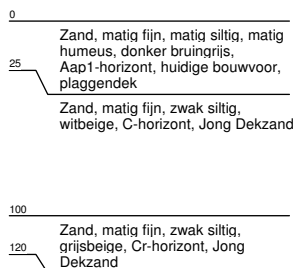 0
Zand, matig fijn, matig siltig, matig
humeus, donker bruingrijs,
25
Aap1-horizont, huidige bouwvoor,
plaggendek
Zand, matig fijn, zwak siltig,
witbeige, C-horizont, Jong Dekzand
100
Zand, matig fijn, zwak siltig,
120
grijsbeige, Cr-horizont, Jong
Dekzand